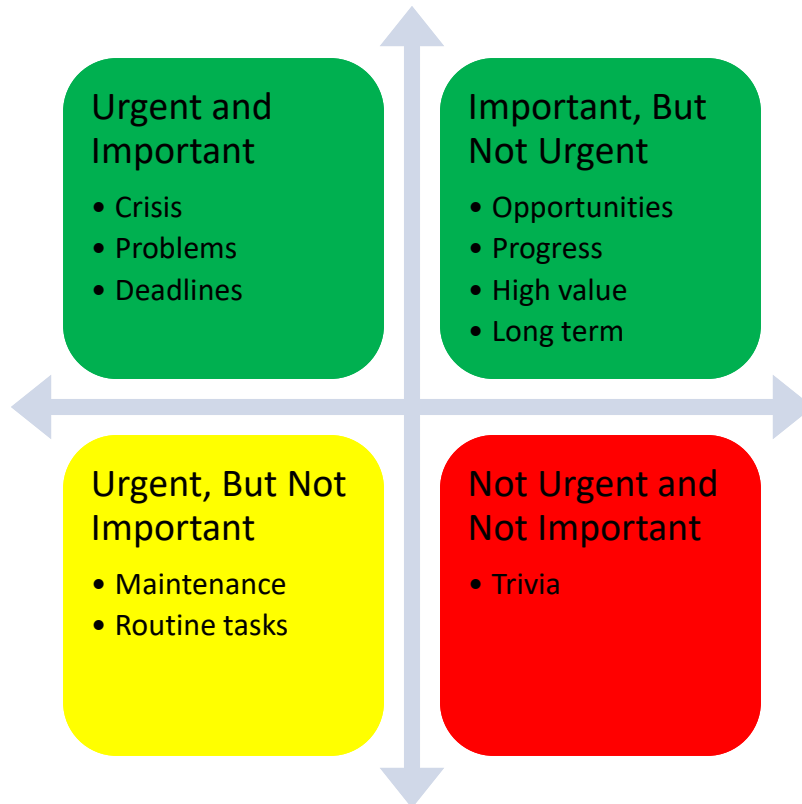 Urgent and
Important
• Crisis
• Problems
• Deadlines
Important, But
Not Urgent
• Opportunities
• Progress
• High value
• Long term
Urgent, But Not
Important
• Maintenance
• Routine tasks
Not Urgent and
Not Important
• Trivia